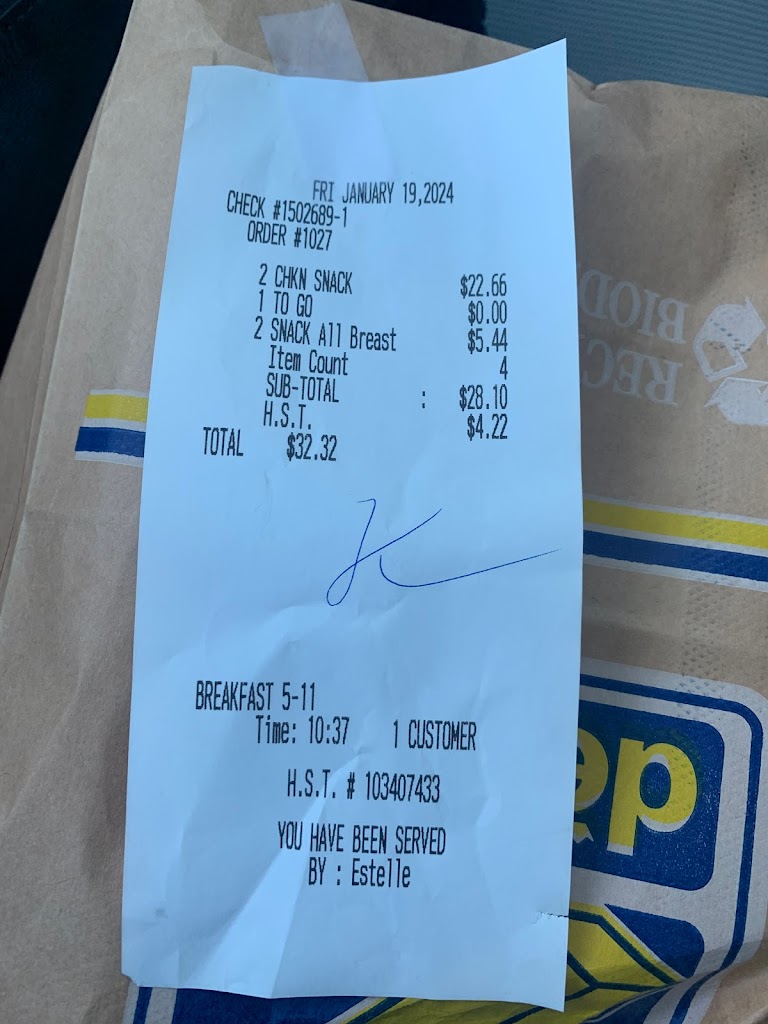 FRI JANUARY 19,2024
CHECK #1502689-1
ORDER #1027
2 CHKN SNACK $22.66
1 TO GO $0.00
2 SNACK All Breast $5.44
Item Count 4
SUB-TOTAL : $28.10
H.S.T. $4.22
TOTAL $32.32
K
BREAKFAST 5-11
Time: 10:37 1 CUSTOMER
H.S.T. # 103407433
YOU HAVE BEEN SERVED
BY : Estelle